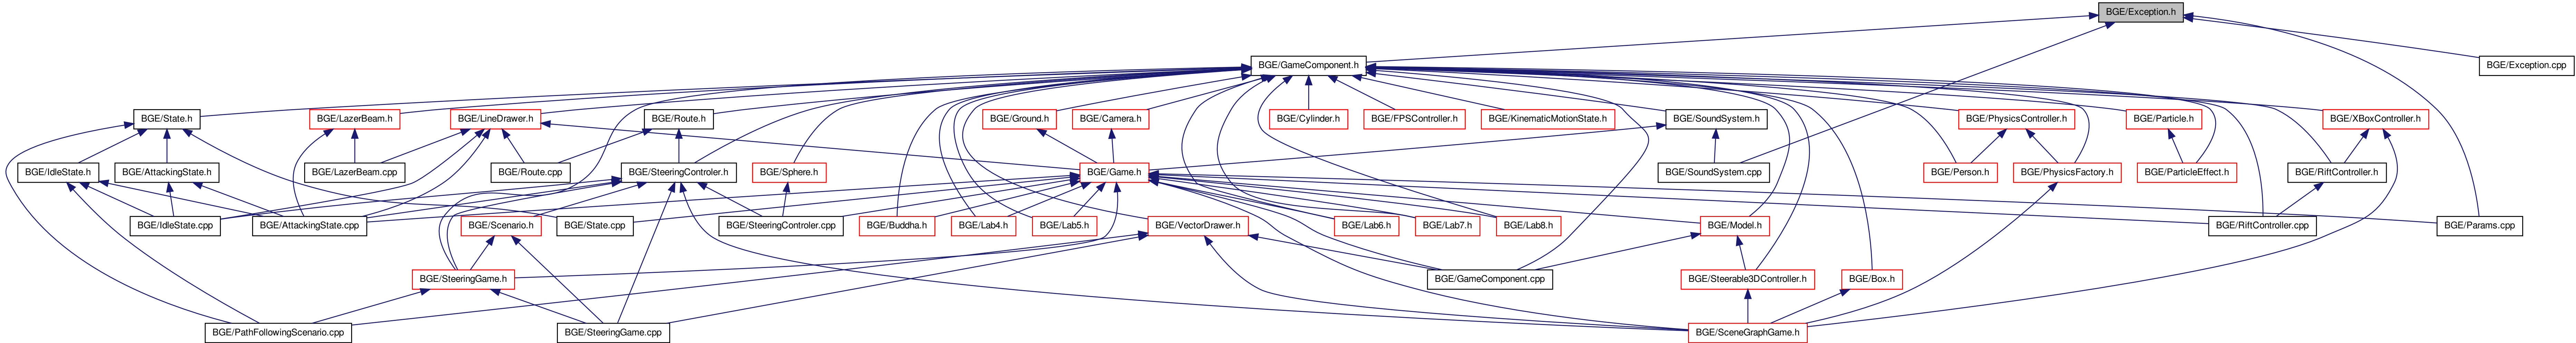 BGE/Exception.h
BGE/GameComponent.h
BGE/Exception.cpp
BGE/State.h
BGE/LazerBeam.h
BGE/LineDrawer.h
BGE/Route.h
BGE/Ground.h
BGE/Camera.h
BGE/Cylinder.h
BGE/FPSController.h
BGE/KinematicMotionState.h
BGE/SoundSystem.h
BGE/PhysicsController.h
BGE/Particle.h
BGE/XBoxController.h
BGE/IdleState.h
BGE/AttackingState.h
BGE/LazerBeam.cpp
BGE/Route.cpp
BGE/SteeringControler.h
BGE/Sphere.h
BGE/Game.h
BGE/SoundSystem.cpp
BGE/Person.h
BGE/PhysicsFactory.h
BGE/ParticleEffect.h
BGE/RiftController.h
BGE/IdleState.cpp
BGE/AttackingState.cpp
BGE/Scenario.h
BGE/State.cpp
BGE/SteeringControler.cpp
BGE/Buddha.h
BGE/Lab4.h
BGE/Lab5.h
BGE/VectorDrawer.h
BGE/Lab6.h
BGE/Lab7.h
BGE/Lab8.h
BGE/Model.h
BGE/RiftController.cpp
BGE/Params.cpp
BGE/SteeringGame.h
BGE/GameComponent.cpp
BGE/Steerable3DController.h
BGE/Box.h
BGE/PathFollowingScenario.cpp
BGE/SteeringGame.cpp
BGE/SceneGraphGame.h